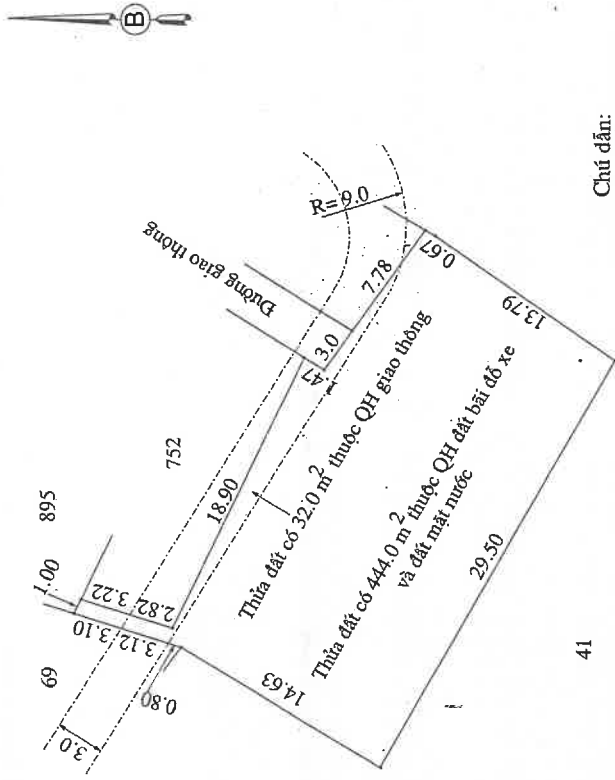 B
Đường giao thông
R= 9.0
895
752
69
1.00
3.10
3.22
3.12
2.82
3.0
0.80
18.90
1.47
3.0
7.78
0.67
Thửa đất có 32.0 m2 thuộc QH giao thông
Thửa đất có 444.0 m2 thuộc QH đất bãi đỗ xe
và đất mặt nước
14.63
13.79
29.50
41
Chú dẫn: